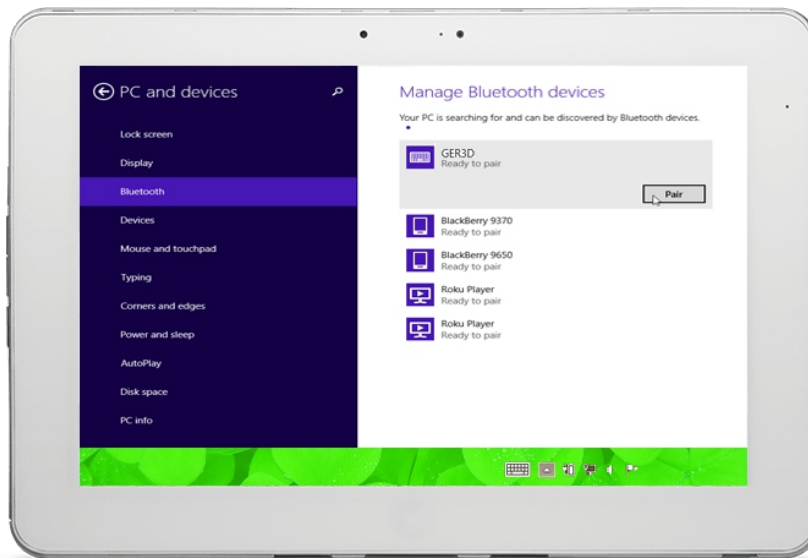 PC and devices
Lock screen
Display
Bluetooth
Devices
Mouse and touchpad
Typing
Corners and edges
Power and sleep
AutoPlay
Disk space
PC info
Manage Bluetooth devices
Your PC is searching for and can be discovered by Bluetooth devices.
GER3D
Ready to pair
Pair
BlackBerry 9370
Ready to pair
BlackBerry 9650
Ready to pair
Roku Player
Ready to pair
Roku Player
Ready to pair